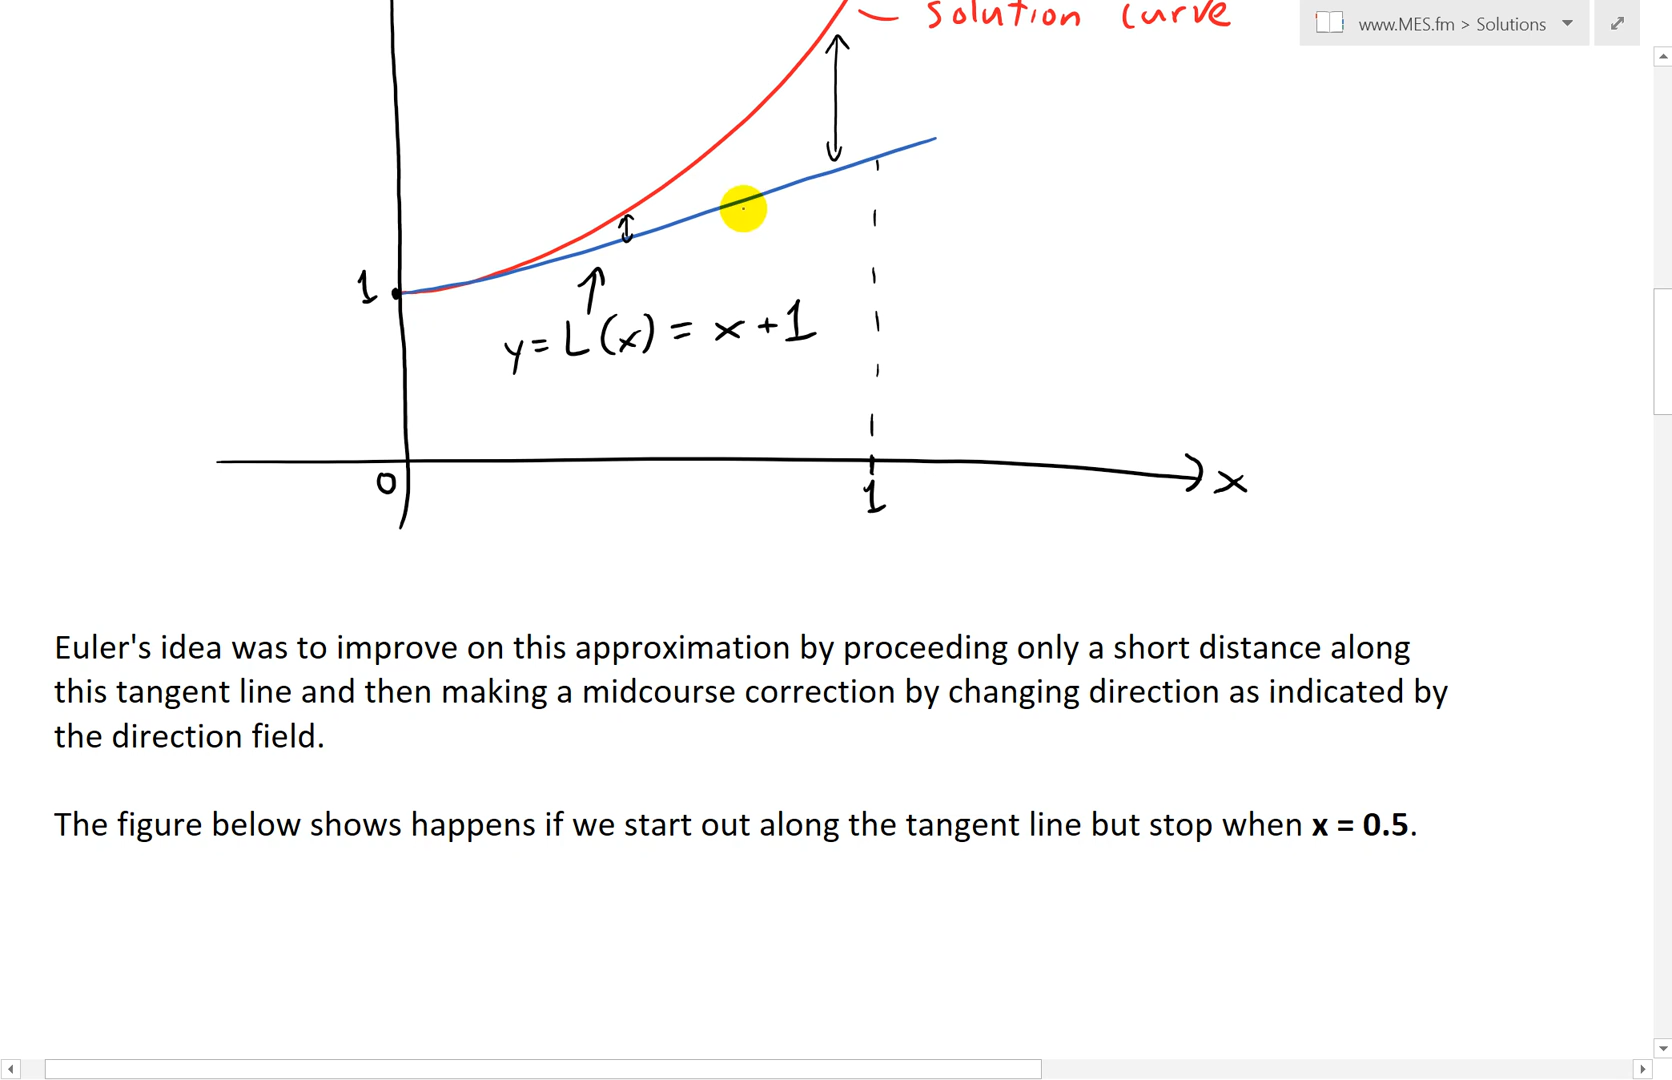 solution curve
www.MES.fm > Solutions
1
y = L(x) = x + 1
0
1
x
Euler's idea was to improve on this approximation by proceeding only a short distance along
this tangent line and then making a midcourse correction by changing direction as indicated by
the direction field.
The figure below shows happens if we start out along the tangent line but stop when x = 0.5.